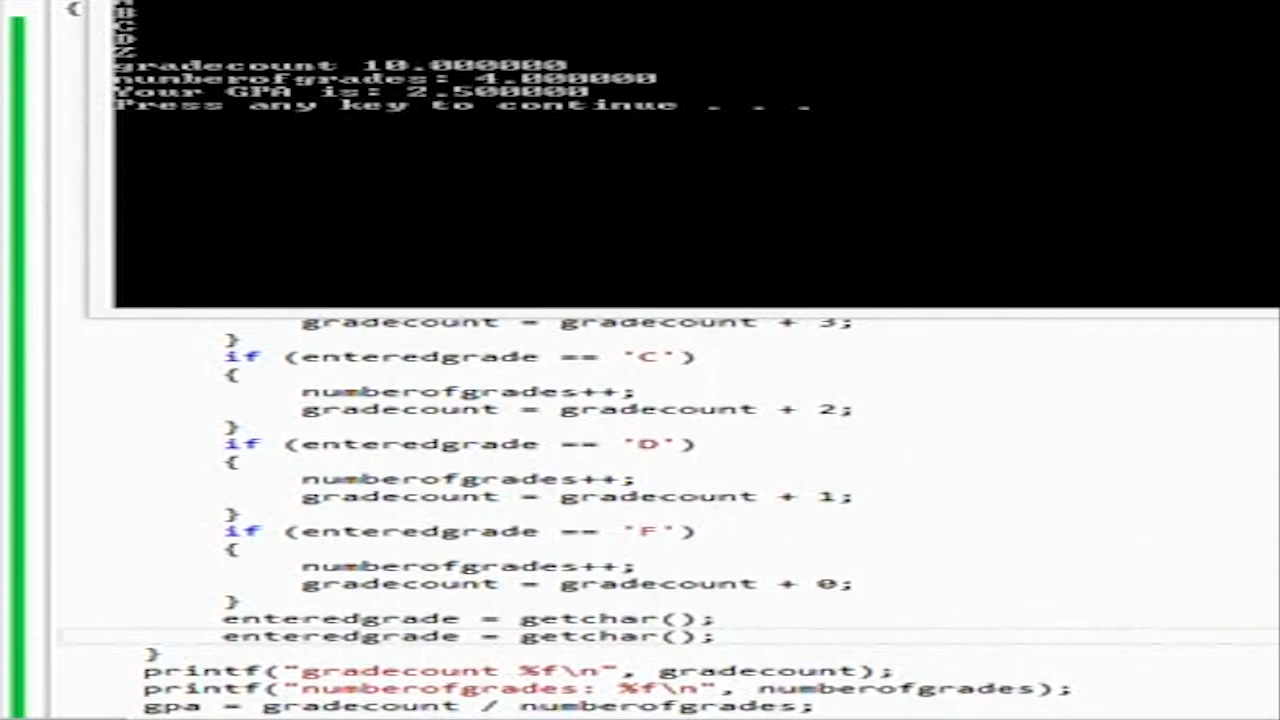 {
B
C
D
Z
gradecount 10.000000
numberofgrades: 4.000000
Your GPA is: 2.500000
Press any key to continue . . .
gradecount = gradecount + 3;
}
if (enteredgrade == 'C')
{
numberofgrades++;
gradecount = gradecount + 2;
}
if (enteredgrade == 'D')
{
numberofgrades++;
gradecount = gradecount + 1;
}
if (enteredgrade == 'F')
{
numberofgrades++;
gradecount = gradecount + 0;
}
enteredgrade = getchar();
enteredgrade = getchar();
}
printf("gradecount %f\n", gradecount);
printf("numberofgrades: %f\n", numberofgrades);
gpa = gradecount / numberofgrades;